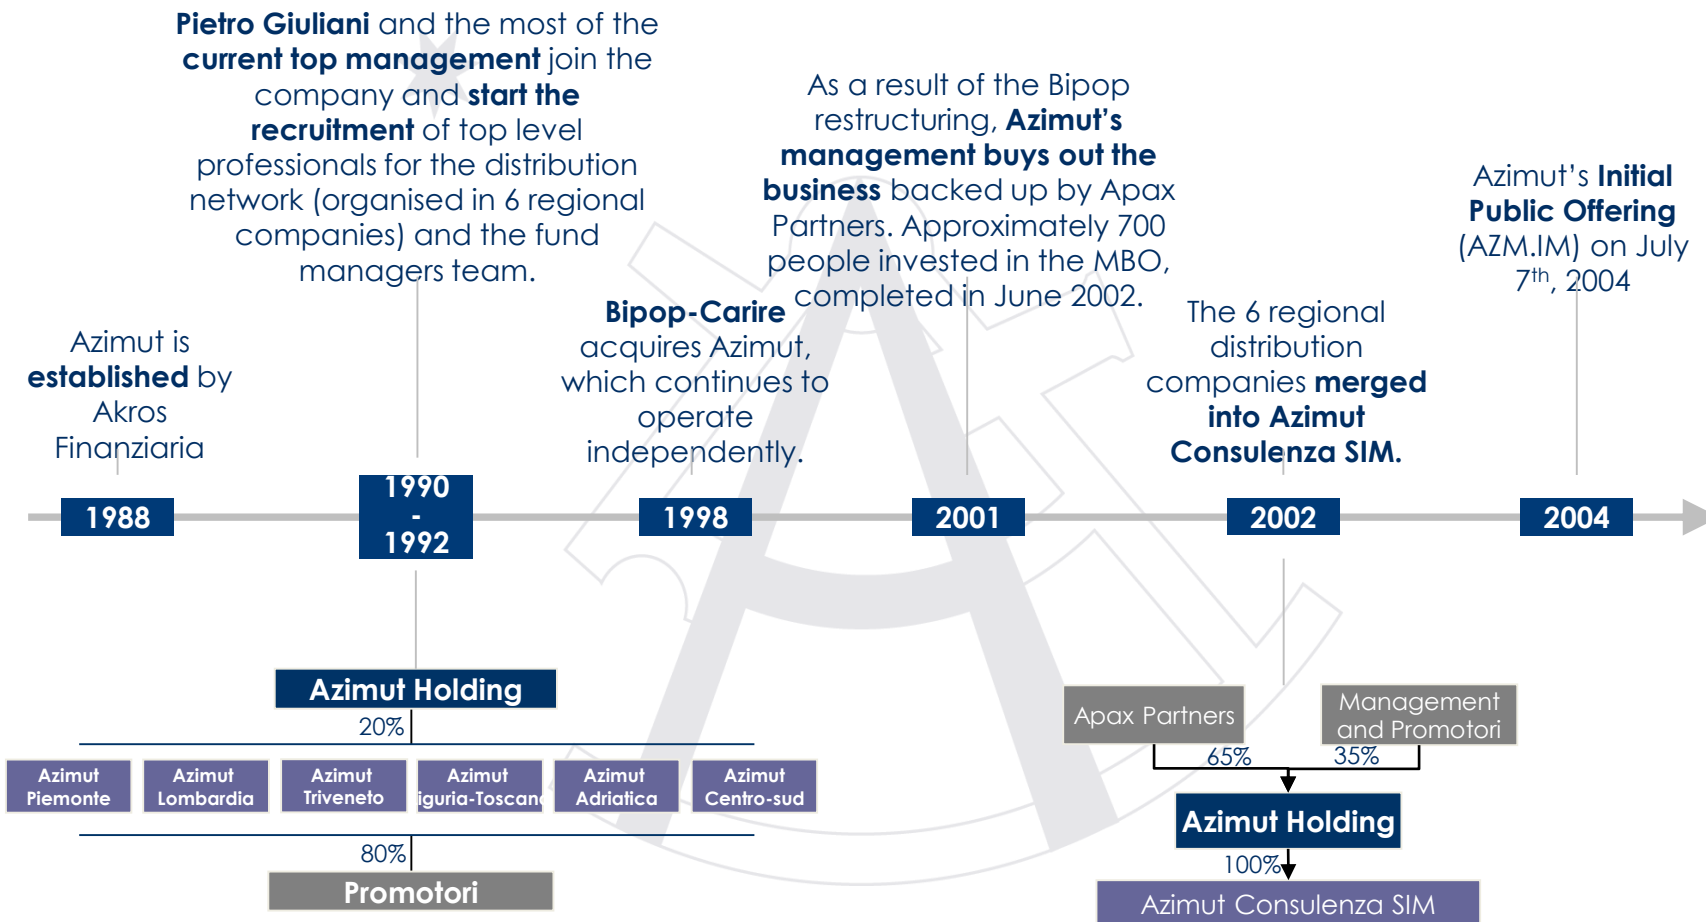 Pietro Giuliani and the most of the
current top management join the
company and start the
recruitment of top level
professionals for the distribution
network (organised in 6 regional
companies) and the fund
managers team.
As a result of the Bipop
restructuring, Azimut's
management buys out the
business backed up by Apax
Partners. Approximately 700
people invested in the MBO,
completed in June 2002.
Azimut's Initial
Public Offering
(AZM.IM) on July
7th, 2004
Azimut is
established by
Akros
Finanziaria
Bipop-Carire
acquires Azimut,
which continues to
operate
independently.
The 6 regional
distribution
companies merged
into Azimut
Consulenza SIM.
1988
1990
-
1992
1998
2001
2002
2004
Azimut Holding
20%
Azimut
Piemonte
Azimut
Lombardia
Azimut
Triveneto
Azimut
iguria-Toscan
Azimut
Adriatica
Azimut
Centro-sud
80%
Promotori
Apax Partners
Management
and Promotori
65%
35%
Azimut Holding
100%
Azimut Consulenza SIM